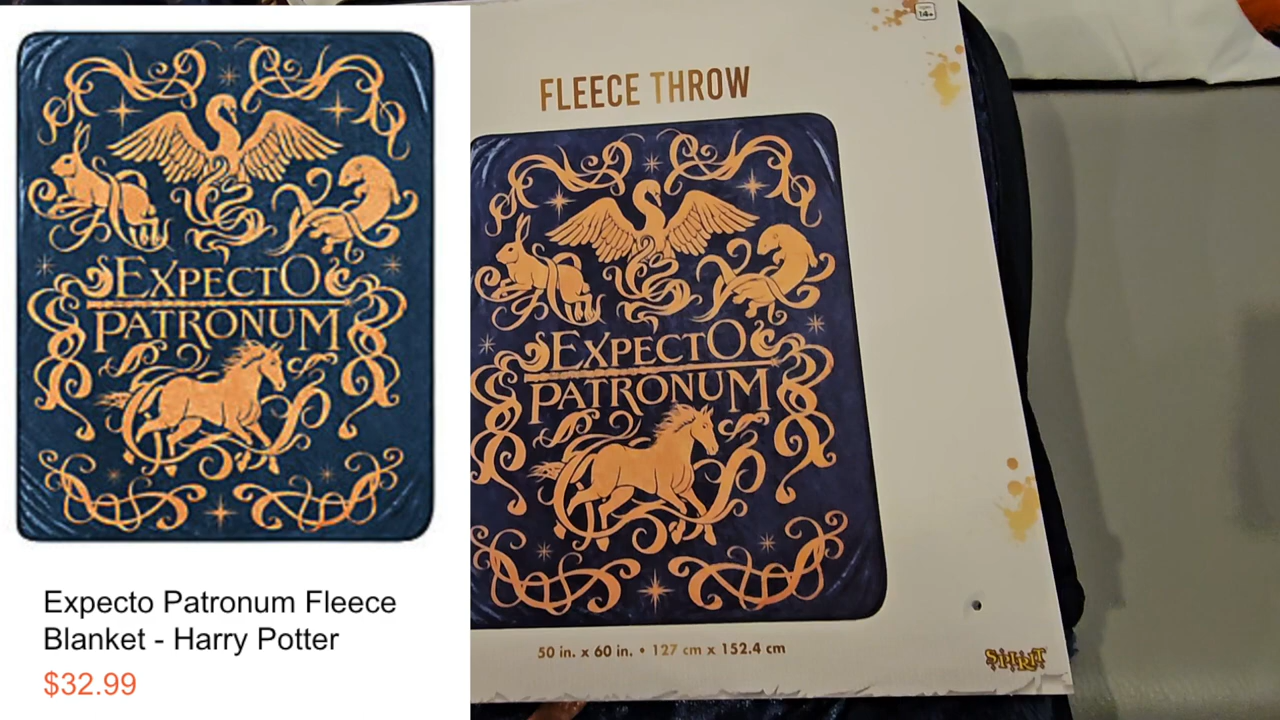 EXPECTO
PATRONUM
Expecto Patronum Fleece
Blanket - Harry Potter
$32.99
14+
FLEECE THROW
EXPECTO
PATRONUM
50 in. x 60 in. • 127 cm x 152.4 cm
SPIRIT